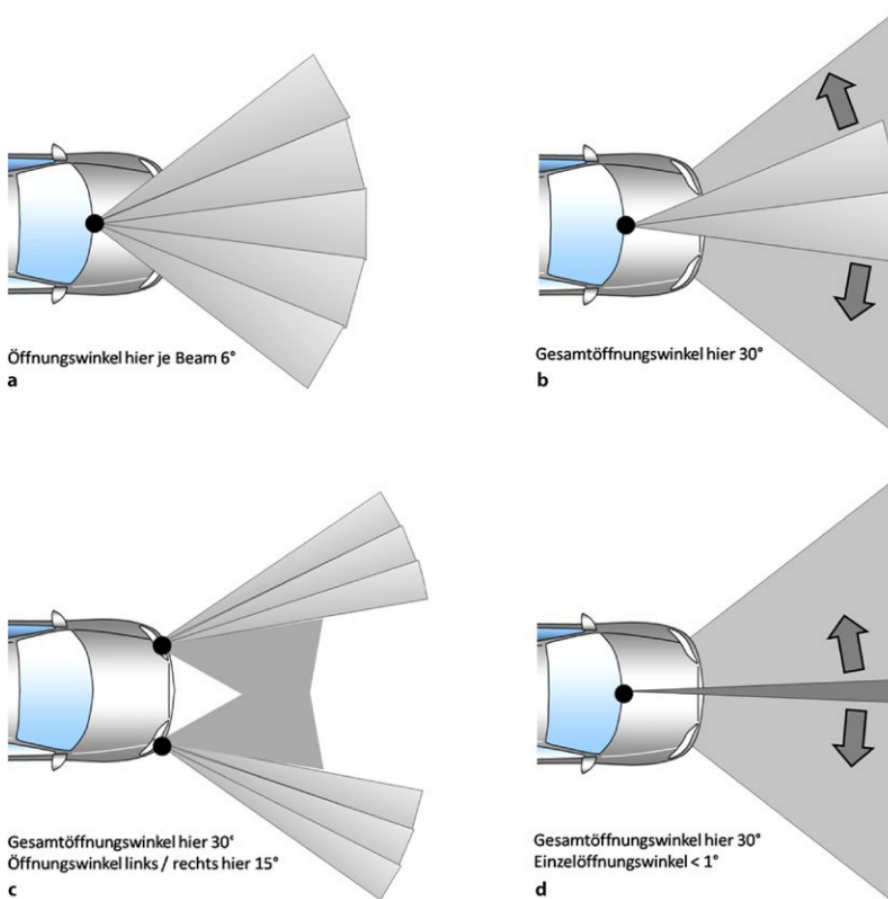 Öffnungswinkel hier je Beam 6°
a
Gesamtöffnungswinkel hier 30°
b
Gesamtöffnungswinkel hier 30°
Öffnungswinkel links / rechts hier 15°
c
Gesamtöffnungswinkel hier 30°
Einzelöffnungswinkel < 1°
d